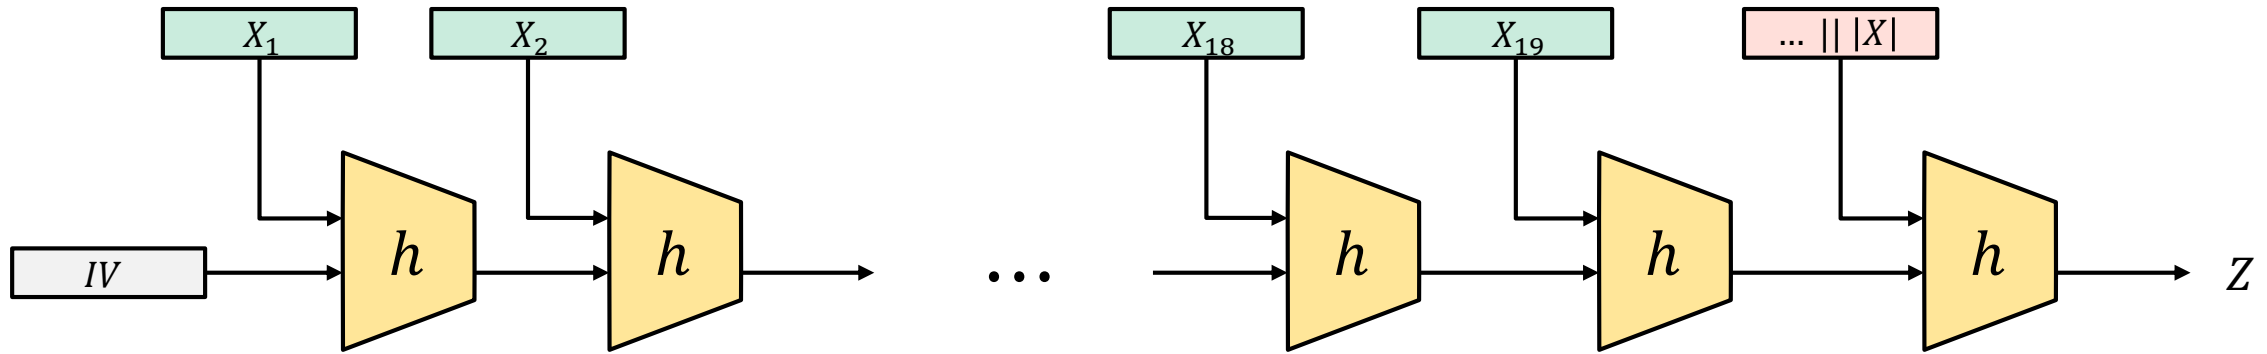 X₁ X₂ X₁₈ X₁₉ … || |X|
IV h h … h h h Z